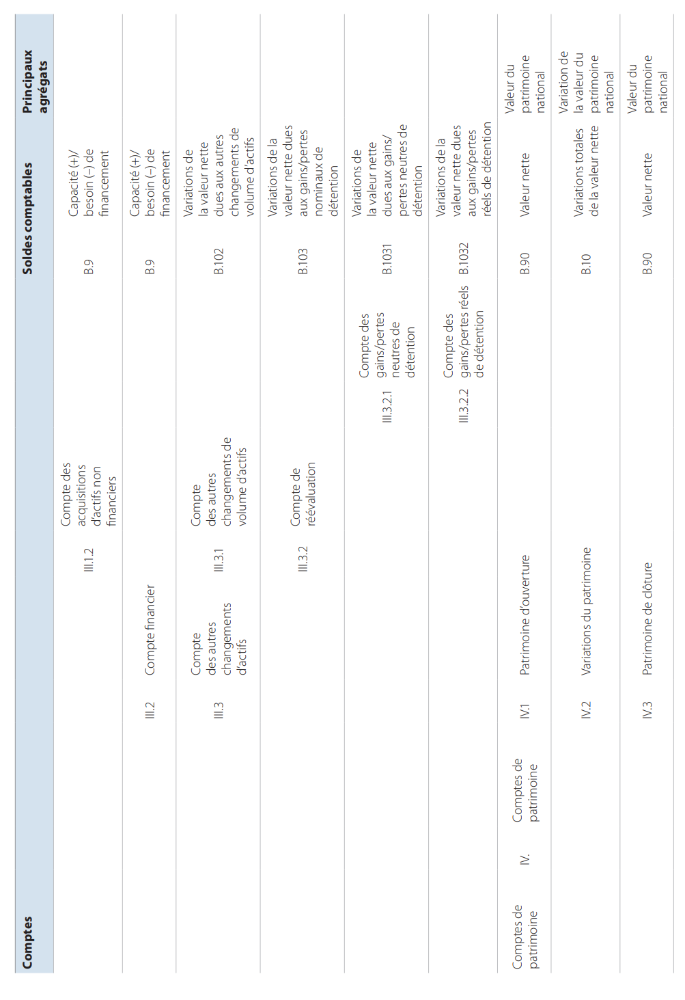 Comptes
Soldes comptables
Principaux
agrégats
III.1.2
Compte des
acquisitions
d’actifs non
financiers
B.9
Capacité (+)/
besoin (–) de
financement
III.2
Compte financier
B.9
Capacité (+)/
besoin (–) de
financement
III.3
Compte
des autres
changements
d’actifs
III.3.1
Compte
des autres
changements de
volume d’actifs
B.102
Variations de
la valeur nette
dues aux autres
changements de
volume d’actifs
III.3.2
Compte de
réévaluation
B.103
Variations de la
valeur nette dues
aux gains/pertes
nominaux de
détention
III.3.2.1
Compte des
gains/pertes
neutres de
détention
B.1031
Variations de
la valeur nette
dues aux gains/
pertes neutres de
détention
III.3.2.2
Compte des
gains/pertes réels
de détention
B.1032
Variations de la
valeur nette dues
aux gains/pertes
réels de détention
Comptes de
patrimoine
IV.
Comptes de
patrimoine
IV.1
Patrimoine d’ouverture
B.90
Valeur nette
Valeur du
patrimoine
national
IV.2
Variations du patrimoine
B.10
Variations totales
de la valeur nette
Variation de
la valeur du
patrimoine
national
IV.3
Patrimoine de clôture
B.90
Valeur nette
Valeur du
patrimoine
national